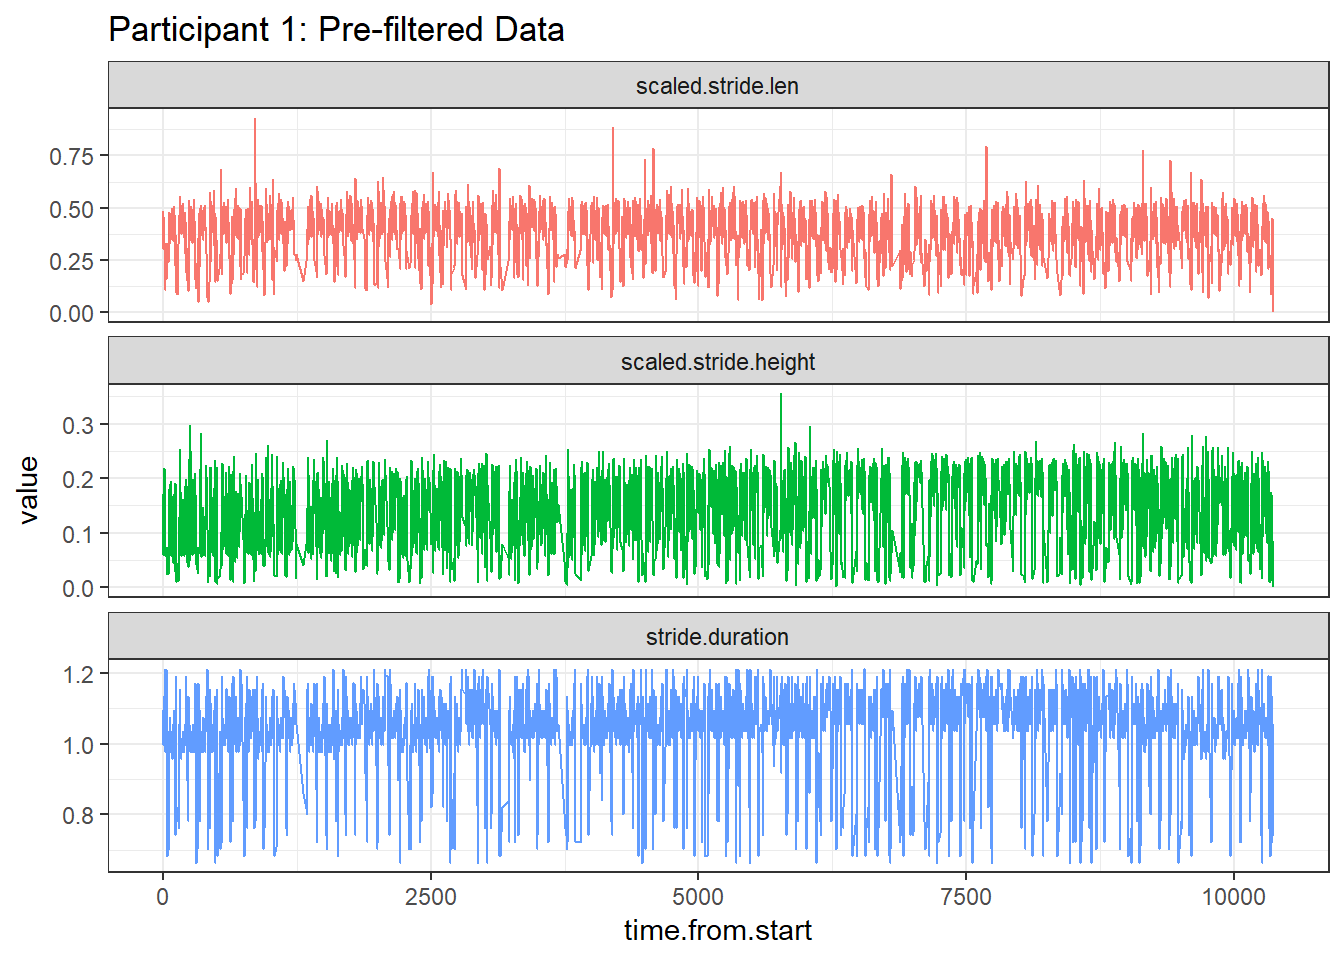 Participant 1: Pre-filtered Data
scaled.stride.len
0.75
0.50
0.25
0.00
scaled.stride.height
0.3
0.2
0.1
0.0
value
stride.duration
1.2
1.0
0.8
0 2500 5000 7500 10000
time.from.start